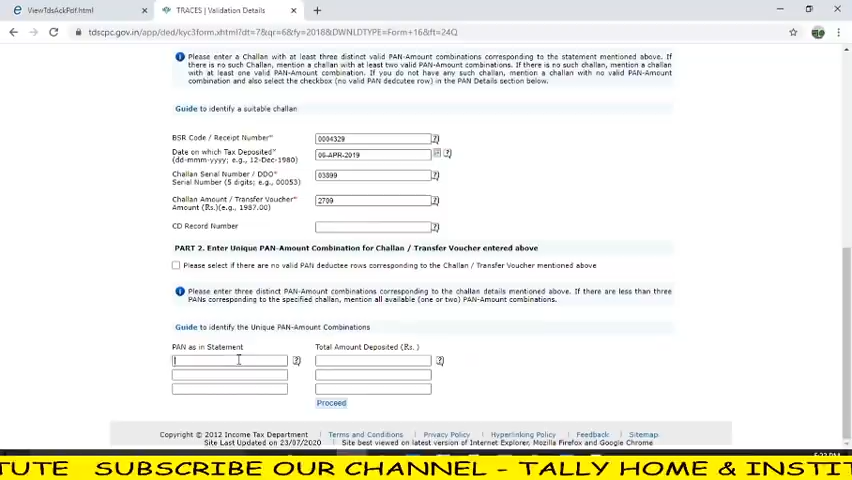 ViewTdsAckPdf.html
TRACES | Validation Details
tdscpc.gov.in/app/ded/kyc3form.xhtml?dt=7&qr=6&fy=2018&DWNLDTYPE=Form+16&ft=24Q
Please enter a Challan with at least three distinct valid PAN-Amount combinations corresponding to the statement mentioned above. If
there is no such Challan, mention a challan with at least two valid PAN-Amount combinations. If there is no such challan, mention a challan
with at least one valid PAN-Amount combination. If you do not have any such challan, mention a challan with no valid PAN-Amount
combination and also select the checkbox (no valid PAN dedcutee row) in the PAN Details section below.
Guide to identify a suitable challan
BSR Code / Receipt Number*
0004329
Date on which Tax Deposited*
(dd-mmm-yyyy; e.g., 12-Dec-1980)
06-APR-2019
Challan Serial Number / DDO*
Serial Number (5 digits; e.g., 00053)
03899
Challan Amount / Transfer Voucher*
Amount (Rs.)(e.g., 1987.00)
2709
CD Record Number
PART 2. Enter Unique PAN-Amount Combination for Challan / Transfer Voucher entered above
Please select if there are no valid PAN deductee rows corresponding to the Challan / Transfer Voucher mentioned above
Please enter three distinct PAN-Amount combinations corresponding to the challan details mentioned above. If there are less than three
PANs corresponding to the specified challan, mention all available (one or two) PAN-Amount Combinations.
Guide to identify the Unique PAN-Amount Combinations
PAN as in Statement
Total Amount Deposited (Rs. )
Proceed
Copyright © 2012 Income Tax Department
Terms and Conditions
Privacy Policy
Hyperlinking Policy
Feedback
Sitemap
Site Last Updated on 23/07/2020
Site best viewed on latest version of Internet Explorer, Mozilla Firefox and Google Chrome
TUTE SUBSCRIBE OUR CHANNEL - TALLY HOME & INSTIT